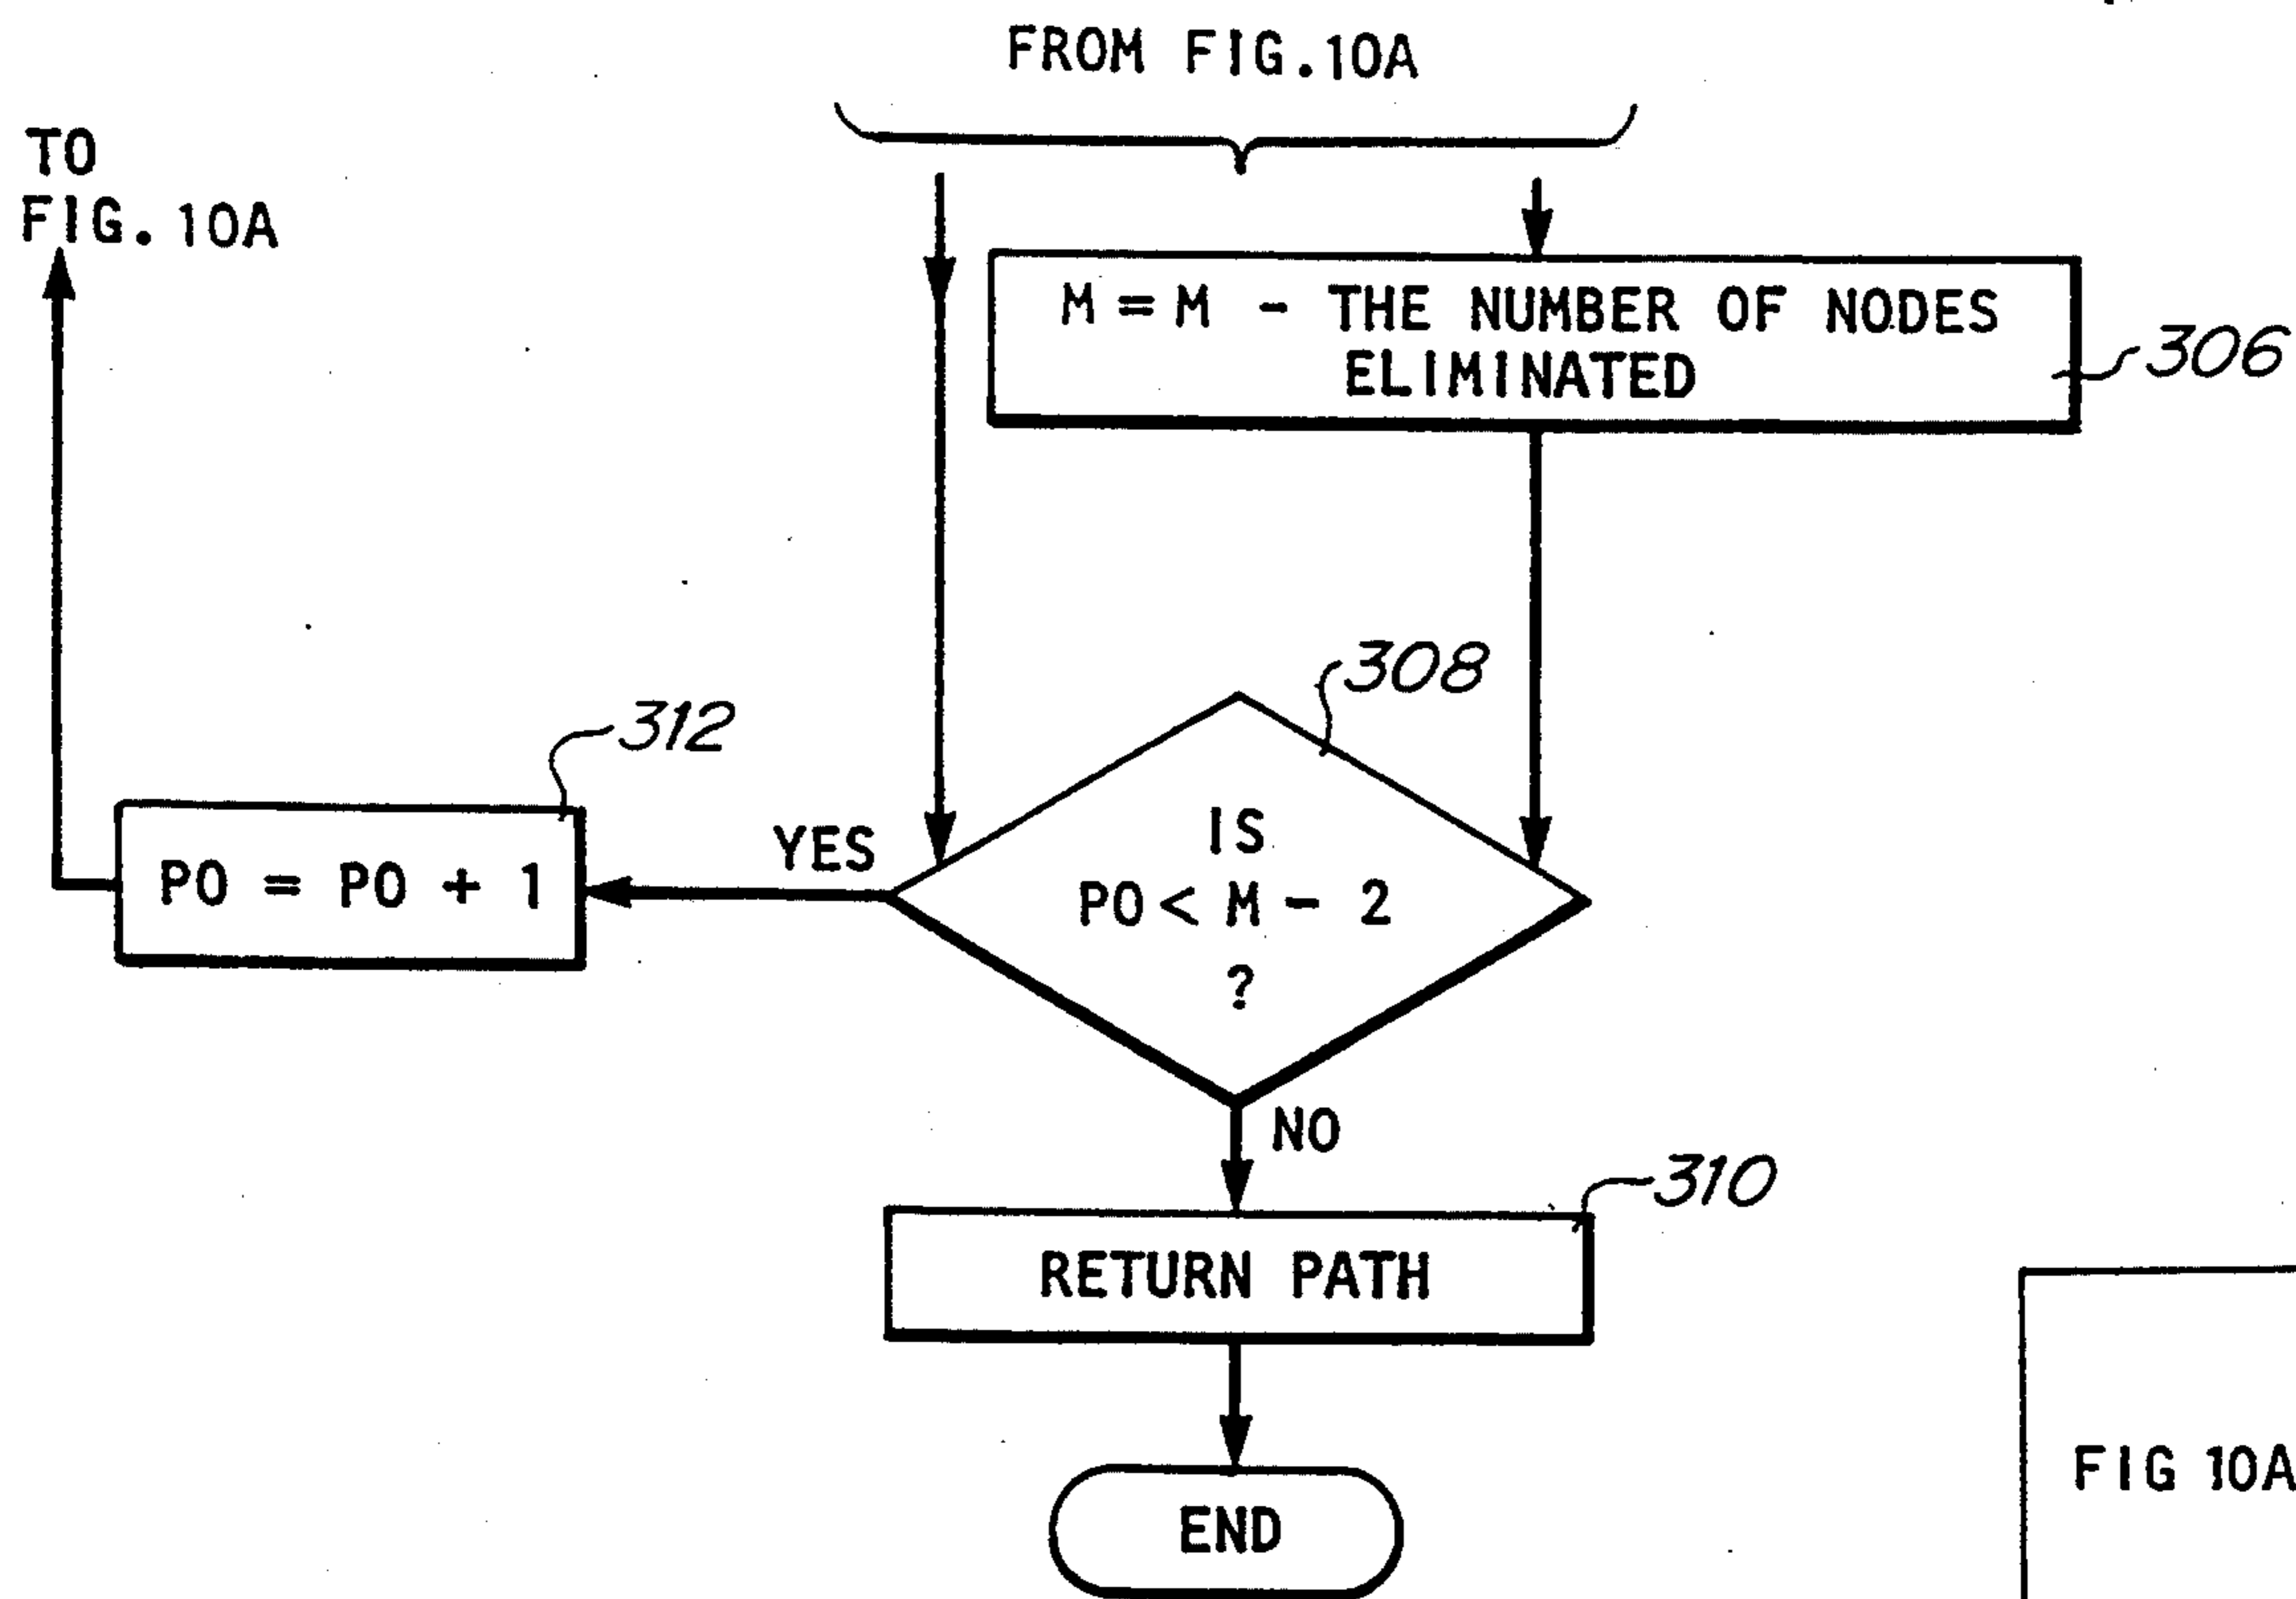 FROM FIG.10A
TO
FIG.10A
M = M - THE NUMBER OF NODES
ELIMINATED
306
308
312
IS
YES
PO = PO + 1
PO < M - 2
?
NO
310
RETURN PATH
FIG 10A
END